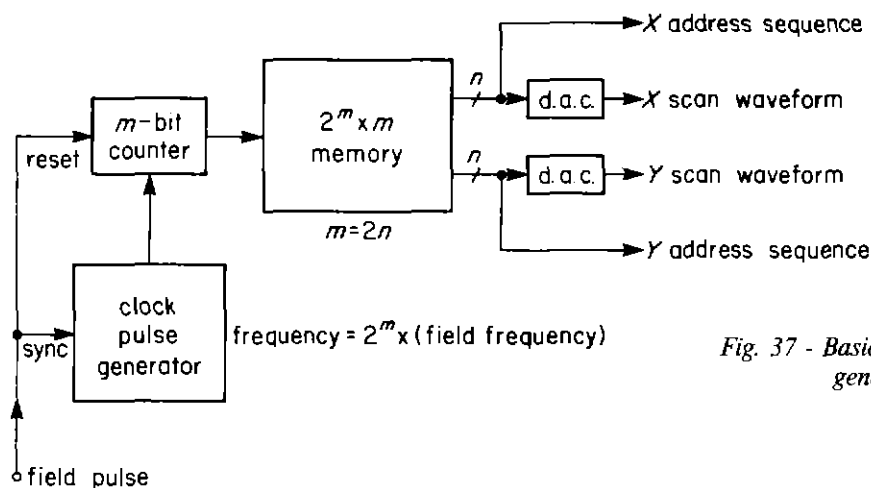 X address sequence
n
d.a.c.
X scan waveform
m-bit
counter
reset
2^m x m
memory
n
d.a.c.
Y scan waveform
m=2n
Y address sequence
clock
pulse
generator
sync
frequency = 2^m x (field frequency)
Fig. 37 - Basic
gen
field pulse